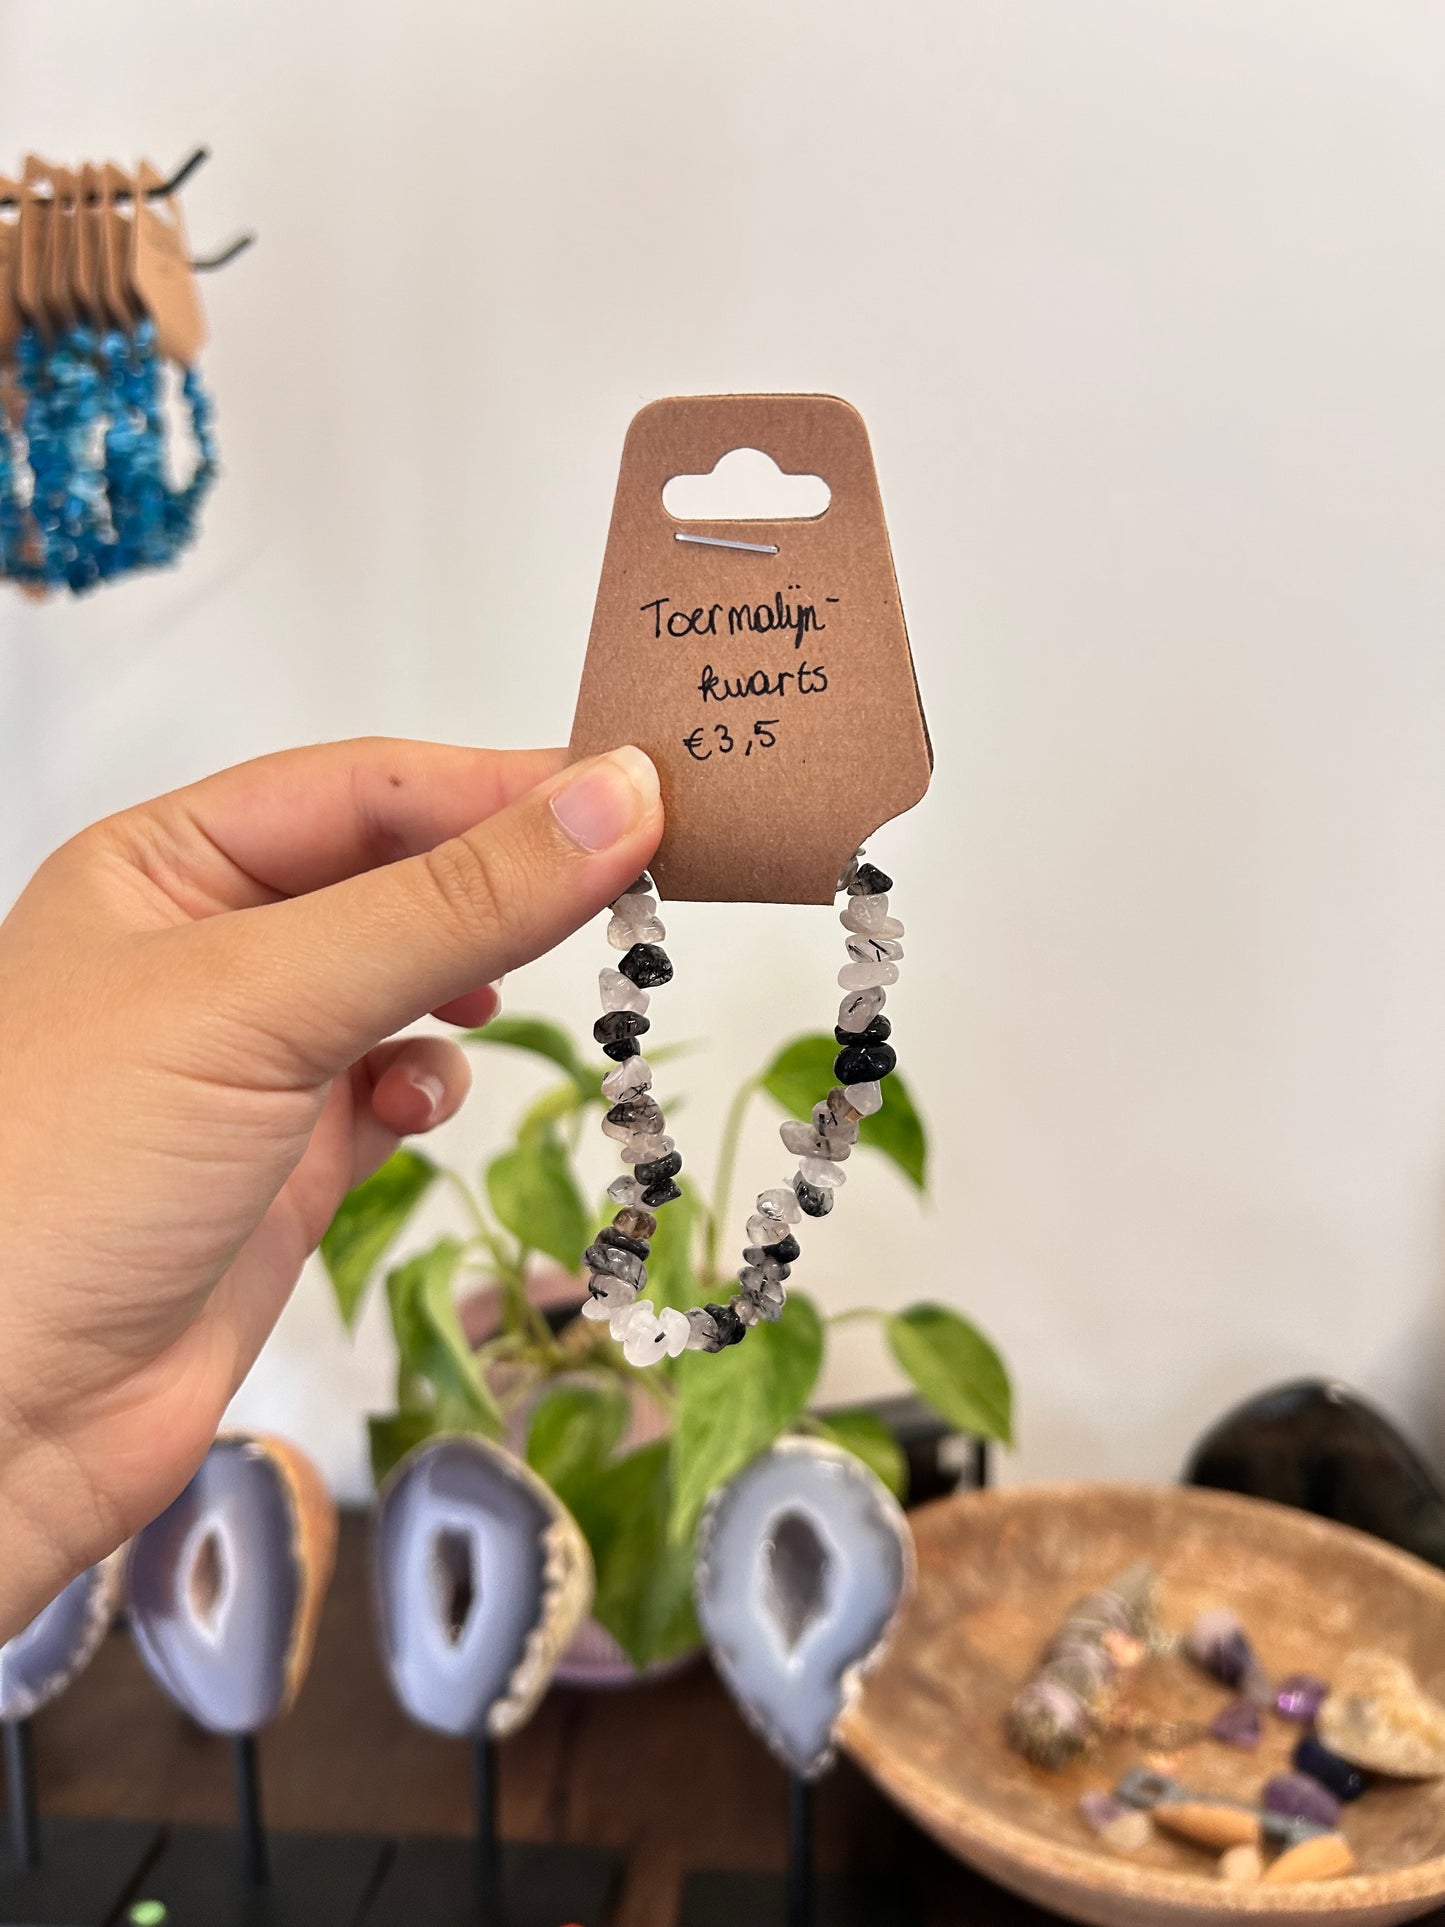 Toermalijn-
kwarts
€3,5